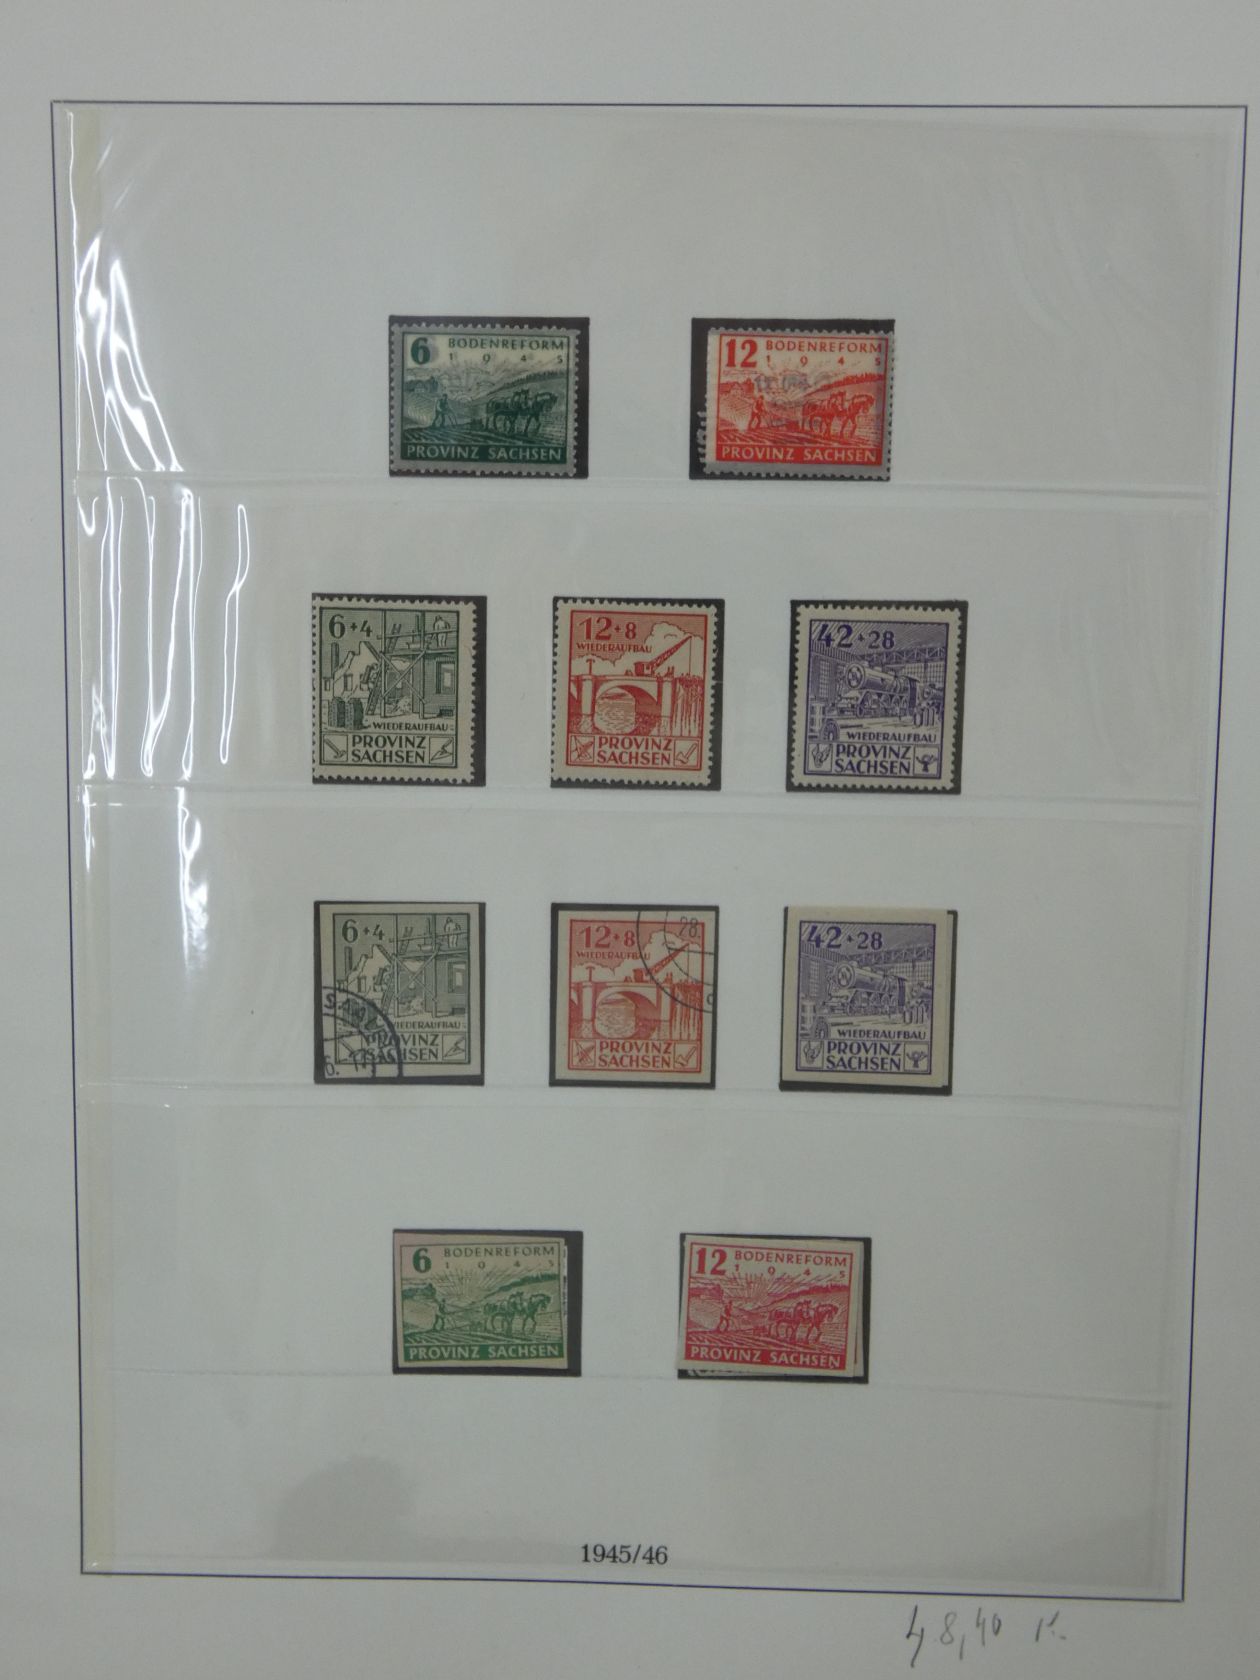 6 BODENREFORM
1945
PROVINZ SACHSEN
12 BODENREFORM
1945
PROVINZ SACHSEN
6+4
WIEDERAUFBAU
PROVINZ
SACHSEN
12+8
WIEDERAUFBAU
PROVINZ
SACHSEN
42+28
WIEDERAUFBAU
PROVINZ
SACHSEN
6+4
WIEDERAUFBAU
PROVINZ
SACHSEN
12+8
28.
WIEDERAUFBAU
PROVINZ
SACHSEN
42+28
WIEDERAUFBAU
PROVINZ
SACHSEN
6 BODENREFORM
1945
PROVINZ SACHSEN
12 BODENREFORM
1945
PROVINZ SACHSEN
1945/46
48,40